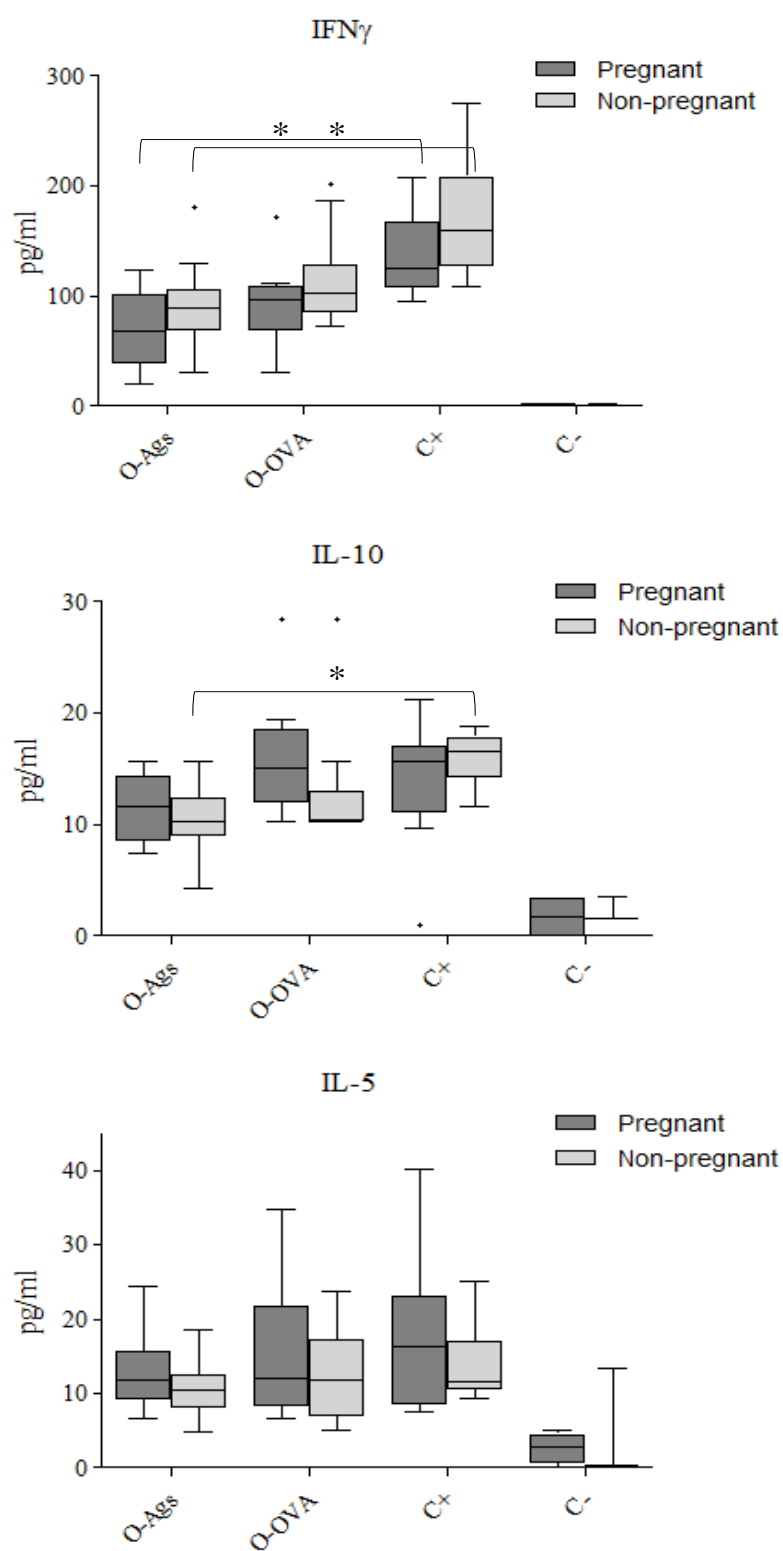 IFNγ
Pregnant
Non-pregnant
300
200
100
0
pg/ml
* *
O-Ags
O-OVA
C+
C-
IL-10
Pregnant
Non-pregnant
30
20
10
0
pg/ml
*
O-Ags
O-OVA
C+
C-
IL-5
Pregnant
Non-pregnant
40
30
20
10
0
pg/ml
O-Ags
O-OVA
C+
C-